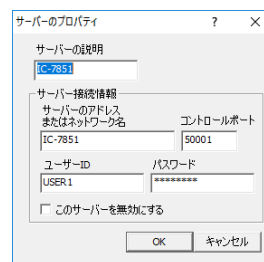 サーバーのプロパティ ? ×
サーバーの説明
IC-7851
サーバー接続情報
サーバーのアドレス
またはネットワーク名
コントロールポート
IC-7851
50001
ユーザーID
パスワード
USER1
********
このサーバーを無効にする
OK
キャンセル